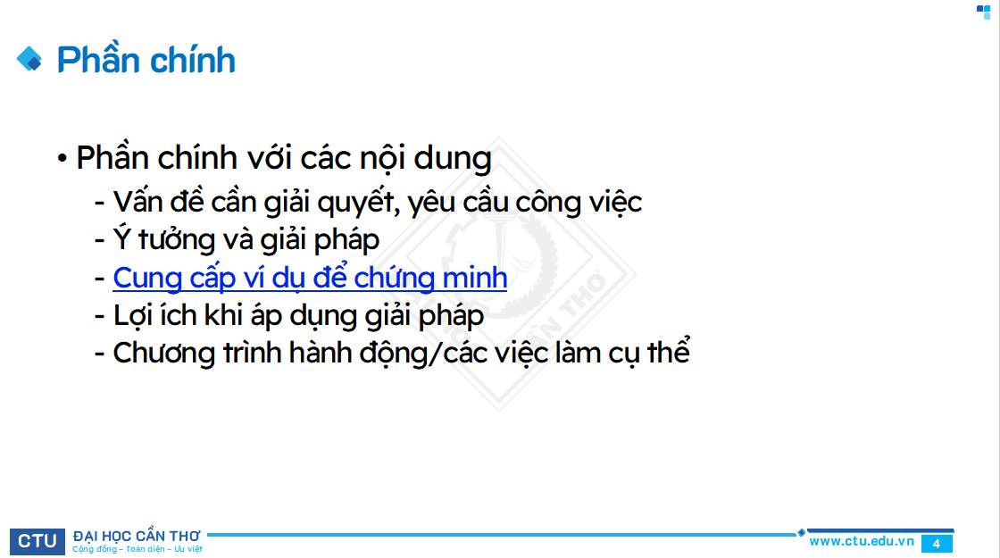 Phần chính
• Phần chính với các nội dung
- Vấn đề cần giải quyết, yêu cầu công việc
- Ý tưởng và giải pháp
- Cung cấp ví dụ để chứng minh
- Lợi ích khi áp dụng giải pháp
- Chương trình hành động/các việc làm cụ thể
CTU
ĐẠI HỌC CẦN THƠ
Cộng đồng – Toàn diện – Ưu việt
www.ctu.edu.vn
4